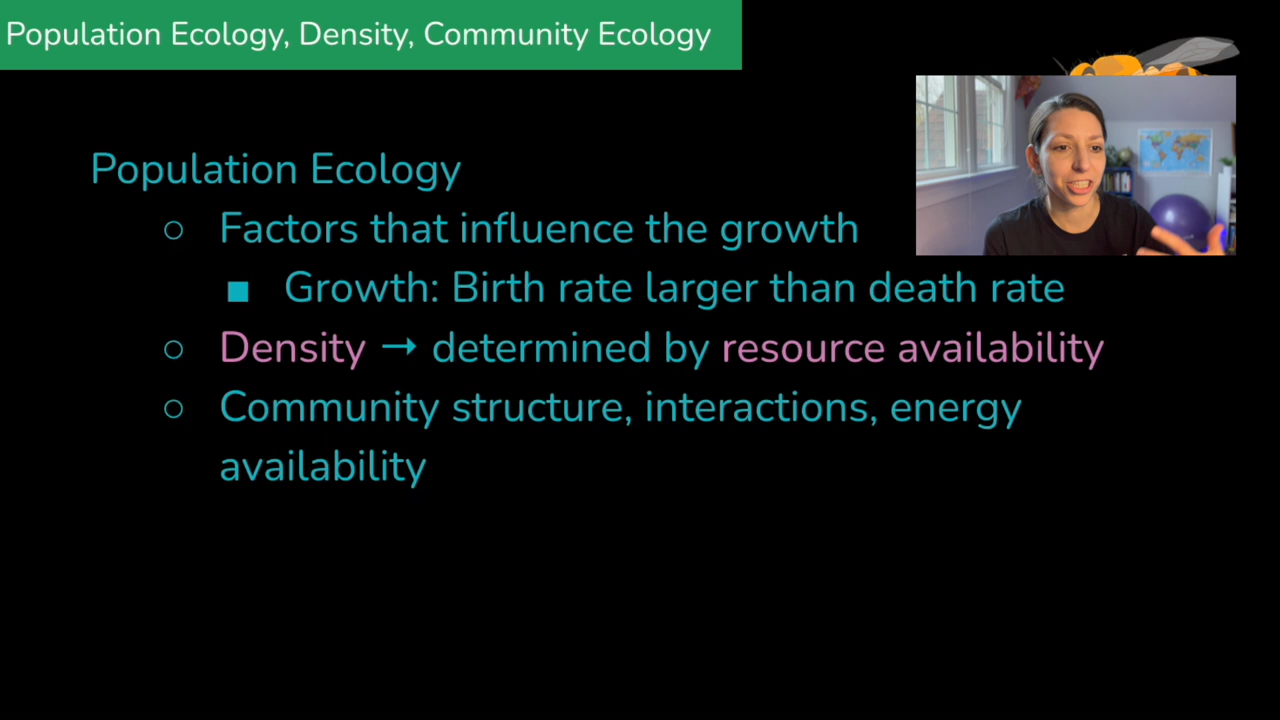 Population Ecology, Density, Community Ecology
Population Ecology
○ Factors that influence the growth
■ Growth: Birth rate larger than death rate
○ Density → determined by resource availability
○ Community structure, interactions, energy
availability